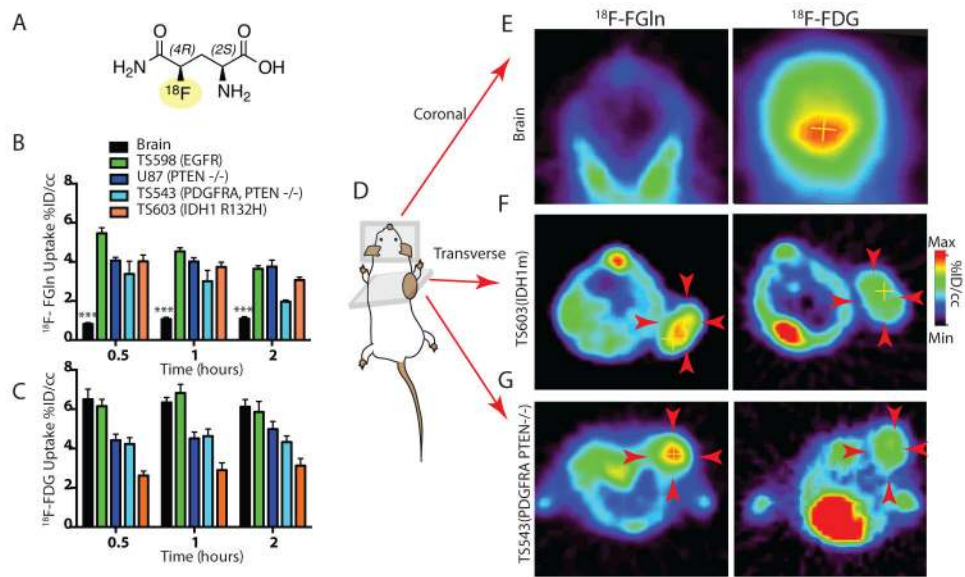 A
O
(4R)
(2S)
O
H₂N
OH
¹⁸F
NH₂
B
Brain
TS598 (EGFR)
U87 (PTEN -/-)
TS543 (PDGFRA, PTEN -/-)
TS603 (IDH1 R132H)
¹⁸F- FGln Uptake %ID/cc
8
6
4
2
0
***
***
***
0.5
1
2
Time (hours)
C
¹⁸F-FDG Uptake %ID/cc
8
6
4
2
0
0.5
1
2
Time (hours)
D
Coronal
Transverse
¹⁸F-FGln
¹⁸F-FDG
E
Brain
F
TS603(IDH1m)
Max
%ID/cc
Min
G
TS543(PDGFRA PTEN-/-)